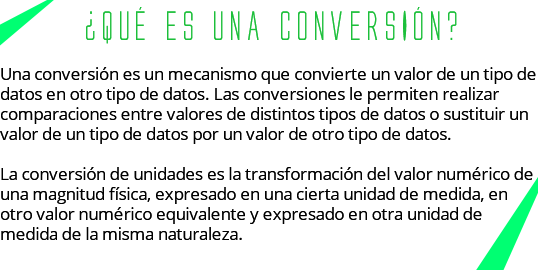 ¿QUÉ ES UNA CONVERSIÓN?
Una conversión es un mecanismo que convierte un valor de un tipo de
datos en otro tipo de datos. Las conversiones le permiten realizar
comparaciones entre valores de distintos tipos de datos o sustituir un
valor de un tipo de datos por un valor de otro tipo de datos.
La conversión de unidades es la transformación del valor numérico de
una magnitud física, expresado en una cierta unidad de medida, en
otro valor numérico equivalente y expresado en otra unidad de
medida de la misma naturaleza.